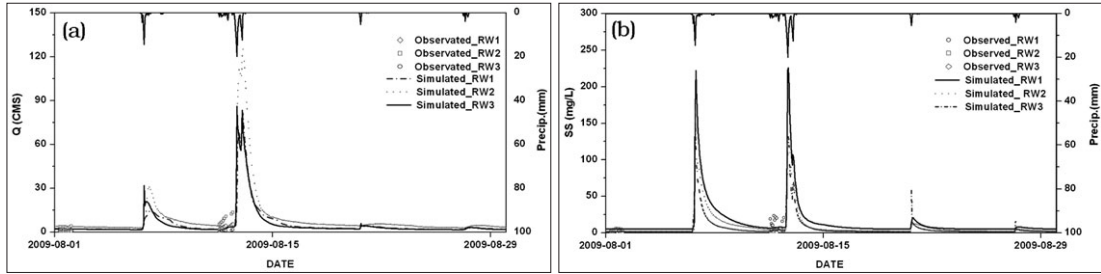 (a)
150
120
90
60
30
0
Q (CMS)
0
20
40
60
80
100
Precip.(mm)
Observated_RW1
Observated_RW2
Observated_RW3
Simulated_RW1
Simulated_RW2
Simulated_RW3
2009-08-01
2009-08-15
2009-08-29
DATE
(b)
300
250
200
150
100
50
0
SS (mg/L)
0
20
40
60
80
100
Precip.(mm)
Observed_RW1
Observed_RW2
Observed_RW3
Simulated_RW1
Simulated_ RW2
Simulated_RW3
2009-08-01
2009-08-15
2009-08-29
DATE